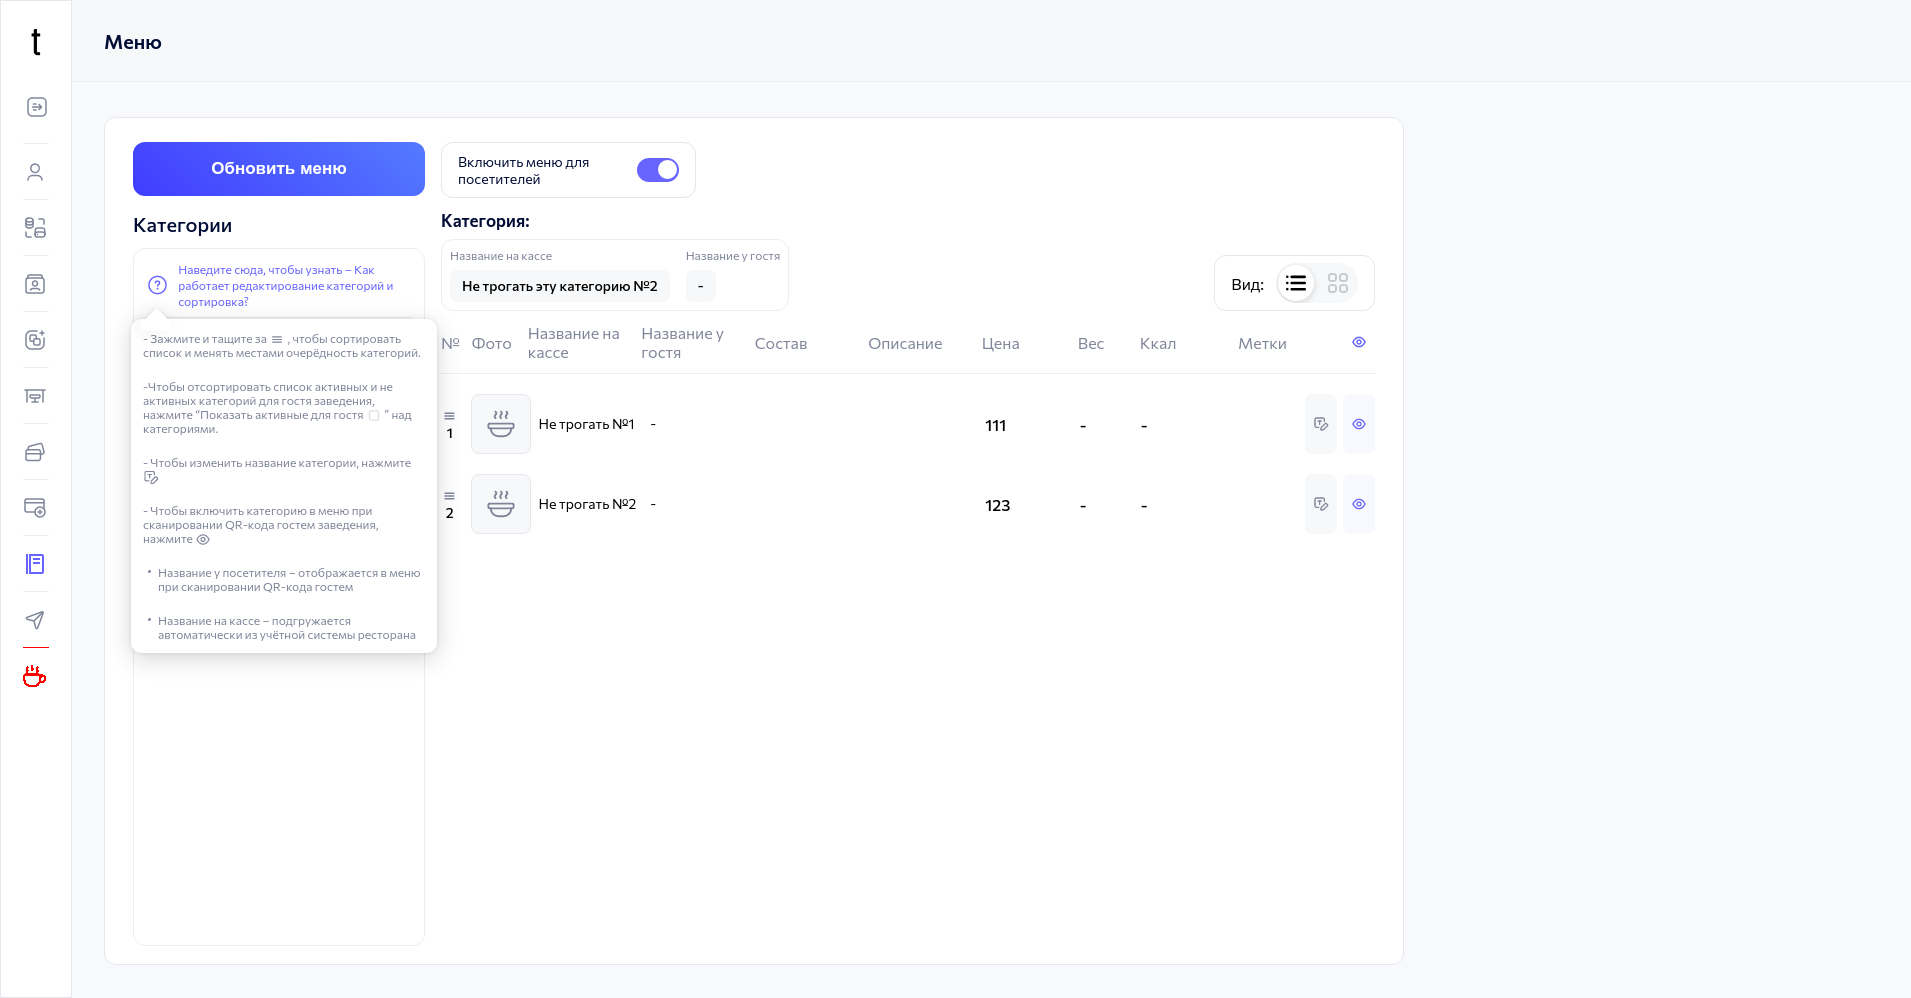 t
Меню
Обновить меню
Включить меню для
посетителей
Категории
Наведите сюда, чтобы узнать – Как
работает редактирование категорий и
сортировка?
- Зажмите и тащите за , чтобы сортировать
список и менять местами очерёдность категорий.
-Чтобы отсортировать список активных и не
активных категорий для гостя заведения,
нажмите “Показать активные для гостя ” над
категориями.
- Чтобы изменить название категории, нажмите
- Чтобы включить категорию в меню при
сканировании QR-кода гостем заведения,
нажмите
• Название у посетителя – отображается в меню
при сканировании QR-кода гостем
• Название на кассе – подгружается
автоматически из учётной системы ресторана
Категория:
Название на кассе Название у гостя
Не трогать эту категорию №2 -
Вид:
№ Фото Название на кассе Название у гостя Состав Описание Цена Вес Ккал Метки
1 Не трогать №1 - 111 - -
2 Не трогать №2 - 123 - -